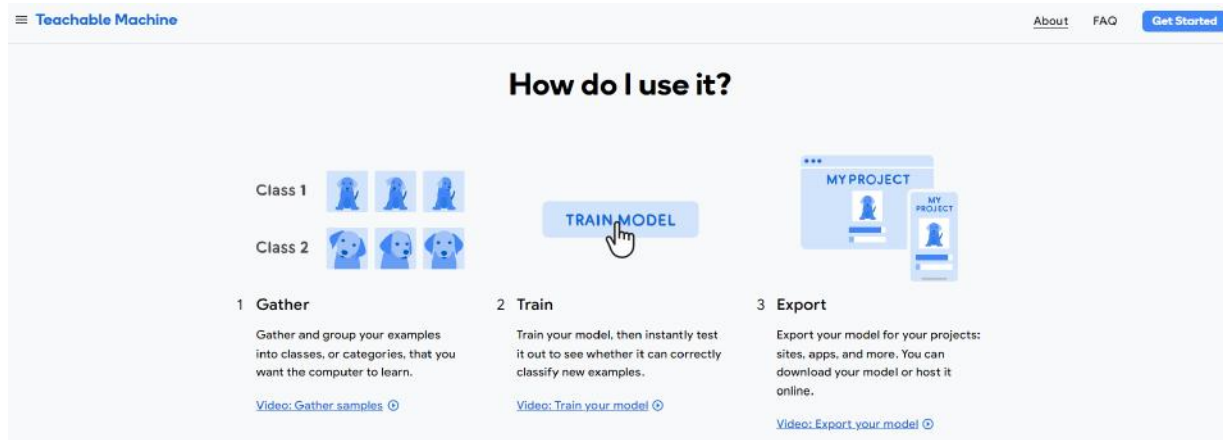 Teachable Machine
About FAQ Get Started
How do I use it?
Class 1
Class 2
TRAIN MODEL
MY PROJECT
MY
PROJECT
1 Gather
Gather and group your examples
into classes, or categories, that you
want the computer to learn.
Video: Gather samples
2 Train
Train your model, then instantly test
it out to see whether it can correctly
classify new examples.
Video: Train your model
3 Export
Export your model for your projects:
sites, apps, and more. You can
download your model or host it
online.
Video: Export your model